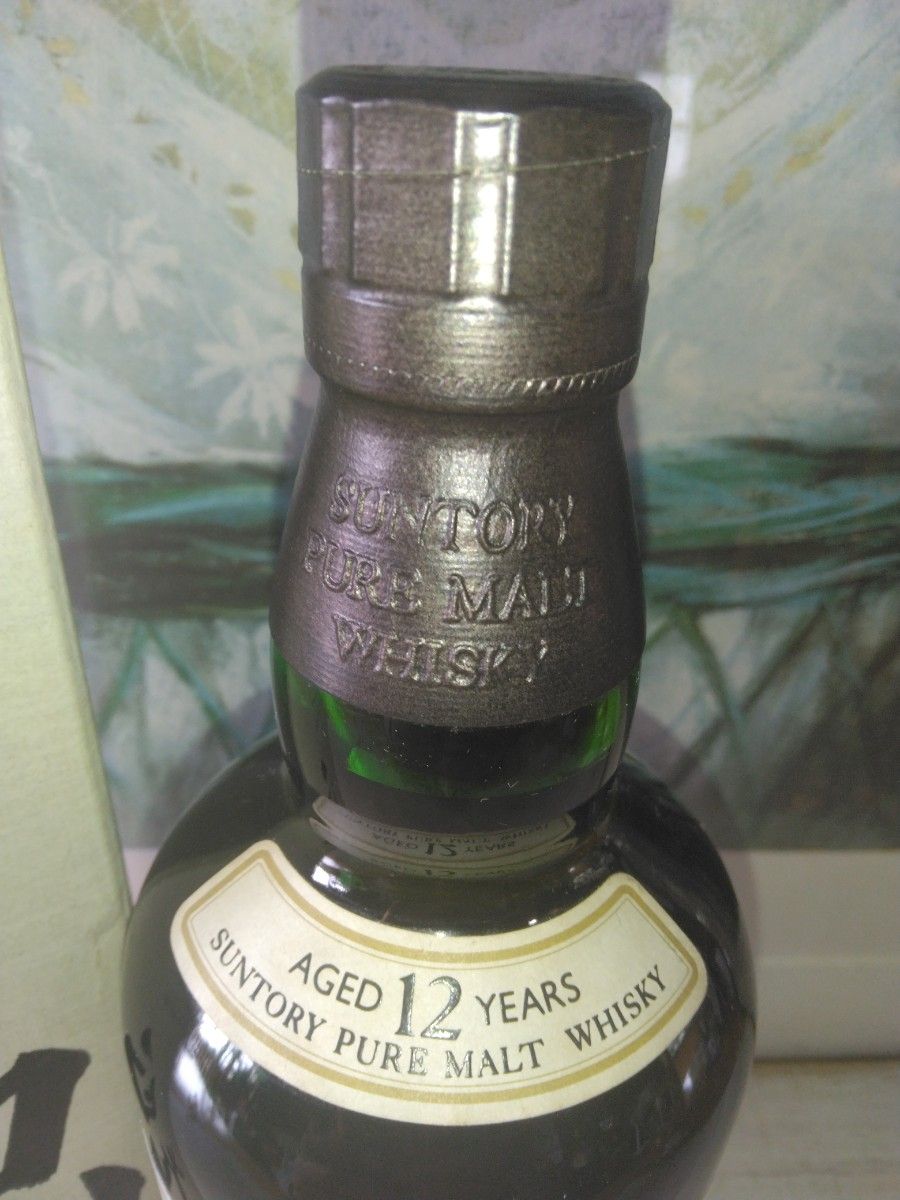 SUNTORY
PURE MALT
WHISKY
AGED 12 YEARS
SUNTORY PURE MALT WHISKY